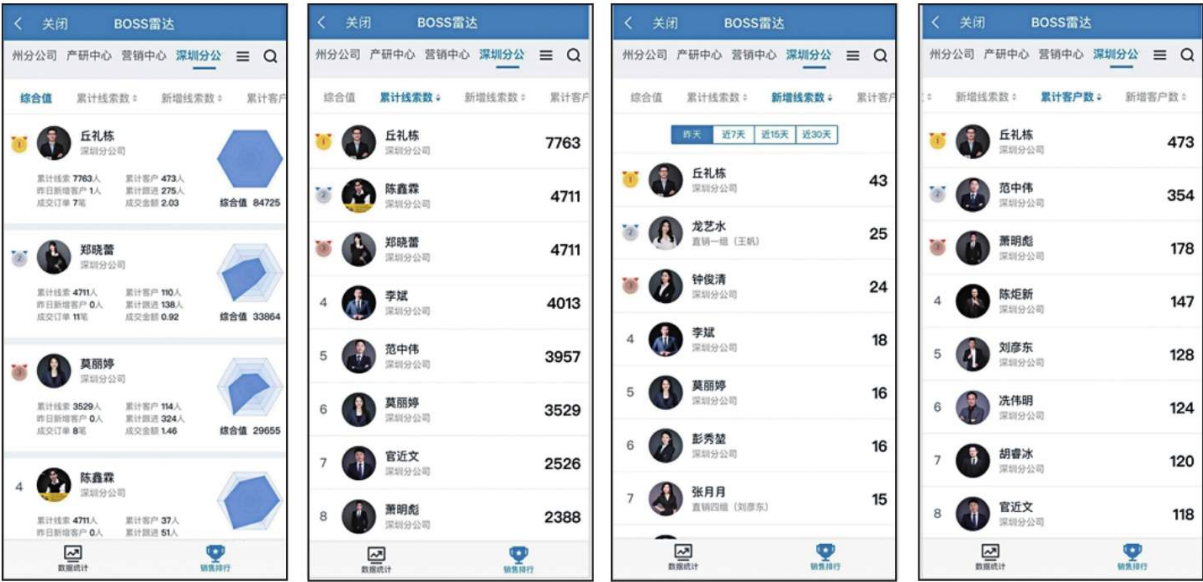 关闭 BOSS雷达
州分公司 产研中心 营销中心 深圳分公
综合值 累计线索数 新增线索数 累计客户
1 丘礼栋
深圳分公司
累计线索 7763人 累计客户 473人
昨日新增客户 1人 累计跟进 275人
成交订单 7笔 成交金额 2.03 综合值 84725
2 郑晓蕾
深圳分公司
累计线索 4711人 累计客户 110人
昨日新增客户 0人 累计跟进 138人
成交订单 11笔 成交金额 0.92 综合值 33864
3 莫丽婷
深圳分公司
累计线索 3529人 累计客户 114人
昨日新增客户 0人 累计跟进 324人
成交订单 8笔 成交金额 1.46 综合值 29655
4 陈鑫霖
深圳分公司
累计线索 4711人 累计客户 37人
昨日新增客户 0人 累计跟进 51人
数据统计 销售排行
关闭 BOSS雷达
州分公司 产研中心 营销中心 深圳分公
综合值 累计线索数 新增线索数 累计客户
1 丘礼栋 7763
深圳分公司
2 陈鑫霖 4711
深圳分公司
3 郑晓蕾 4711
深圳分公司
4 李斌 4013
深圳分公司
5 范中伟 3957
深圳分公司
6 莫丽婷 3529
深圳分公司
7 官近文 2526
深圳分公司
8 萧明彪 2388
深圳分公司
数据统计 销售排行
关闭 BOSS雷达
州分公司 产研中心 营销中心 深圳分公
综合值 累计线索数 新增线索数 累计客户
昨天 近7天 近15天 近30天
1 丘礼栋 43
深圳分公司
2 龙艺水 25
直销一组（王帆）
3 钟俊清 24
深圳分公司
4 李斌 18
深圳分公司
5 莫丽婷 16
深圳分公司
6 彭秀堃 16
深圳分公司
7 张月月 15
直销四组（刘彦东）
数据统计 销售排行
关闭 BOSS雷达
州分公司 产研中心 营销中心 深圳分公
新增线索数 累计客户数 新增客户数
1 丘礼栋 473
深圳分公司
2 范中伟 354
深圳分公司
3 萧明彪 178
深圳分公司
4 陈炬新 147
深圳分公司
5 刘彦东 128
深圳分公司
6 冼伟明 124
深圳分公司
7 胡睿冰 120
深圳分公司
8 官近文 118
深圳分公司
数据统计 销售排行